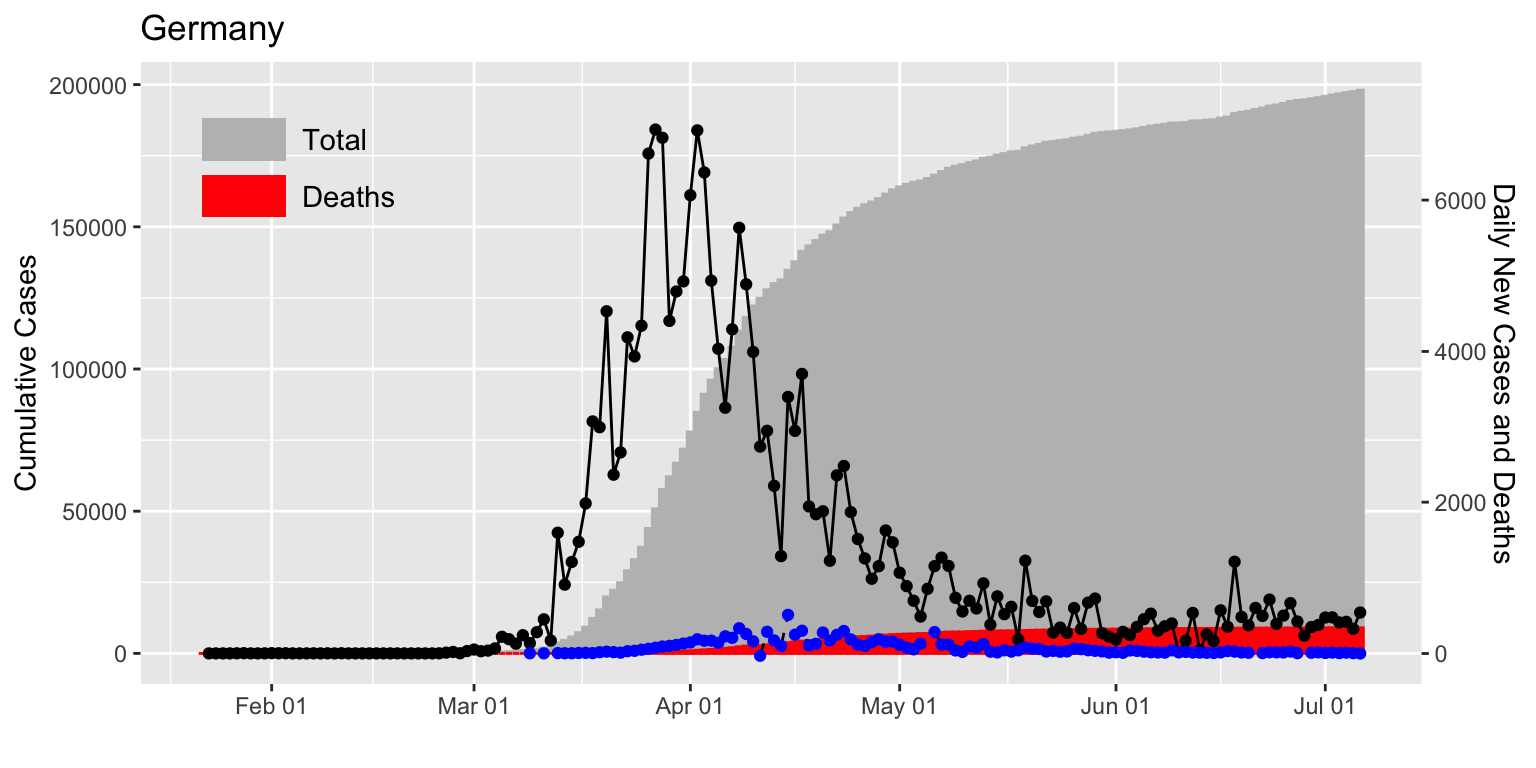 Germany
Total
Deaths
200000
150000
100000
50000
0
Cumulative Cases
6000
4000
2000
0
Daily New Cases and Deaths
Feb 01
Mar 01
Apr 01
May 01
Jun 01
Jul 01